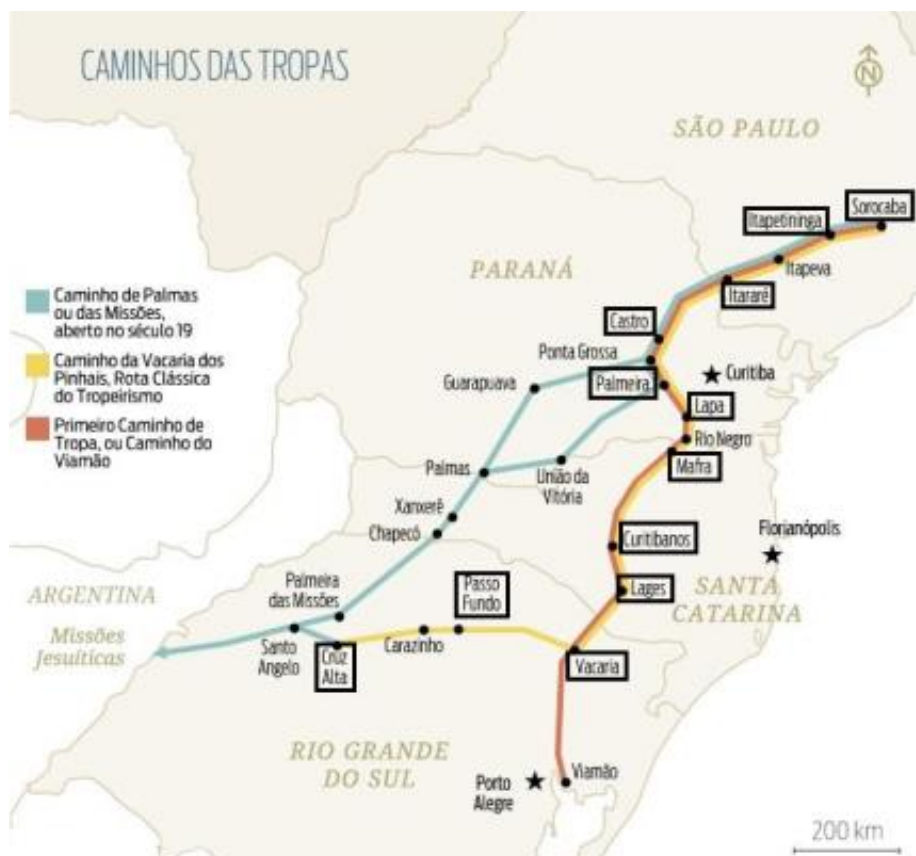 CAMINHOS DAS TROPAS
N
SÃO PAULO
Sorocaba
Itapetininga
Itapeva
Itararé
PARANÁ
Caminho de Palmas
ou das Missões,
aberto no século 19
Castro
Ponta Grossa
Caminho da Vacaria dos
Pinhais, Rota Clássica
do Tropeirismo
Guarapuava
Palmeira
Curitiba
Lapa
Primeiro Caminho de
Tropa, ou Caminho do
Viamão
Rio Negro
Mafra
Palmas
União da
Vitória
Xanxerê
Chapecó
Florianópolis
Curitibanos
Lages
SANTA
CATARINA
ARGENTINA
Missões
Jesuíticas
Palmeira
das Missões
Passo
Fundo
Santo
Angelo
Cruz
Alta
Carazinho
Vacaria
RIO GRANDE
DO SUL
Porto
Alegre
Viamão
200 km